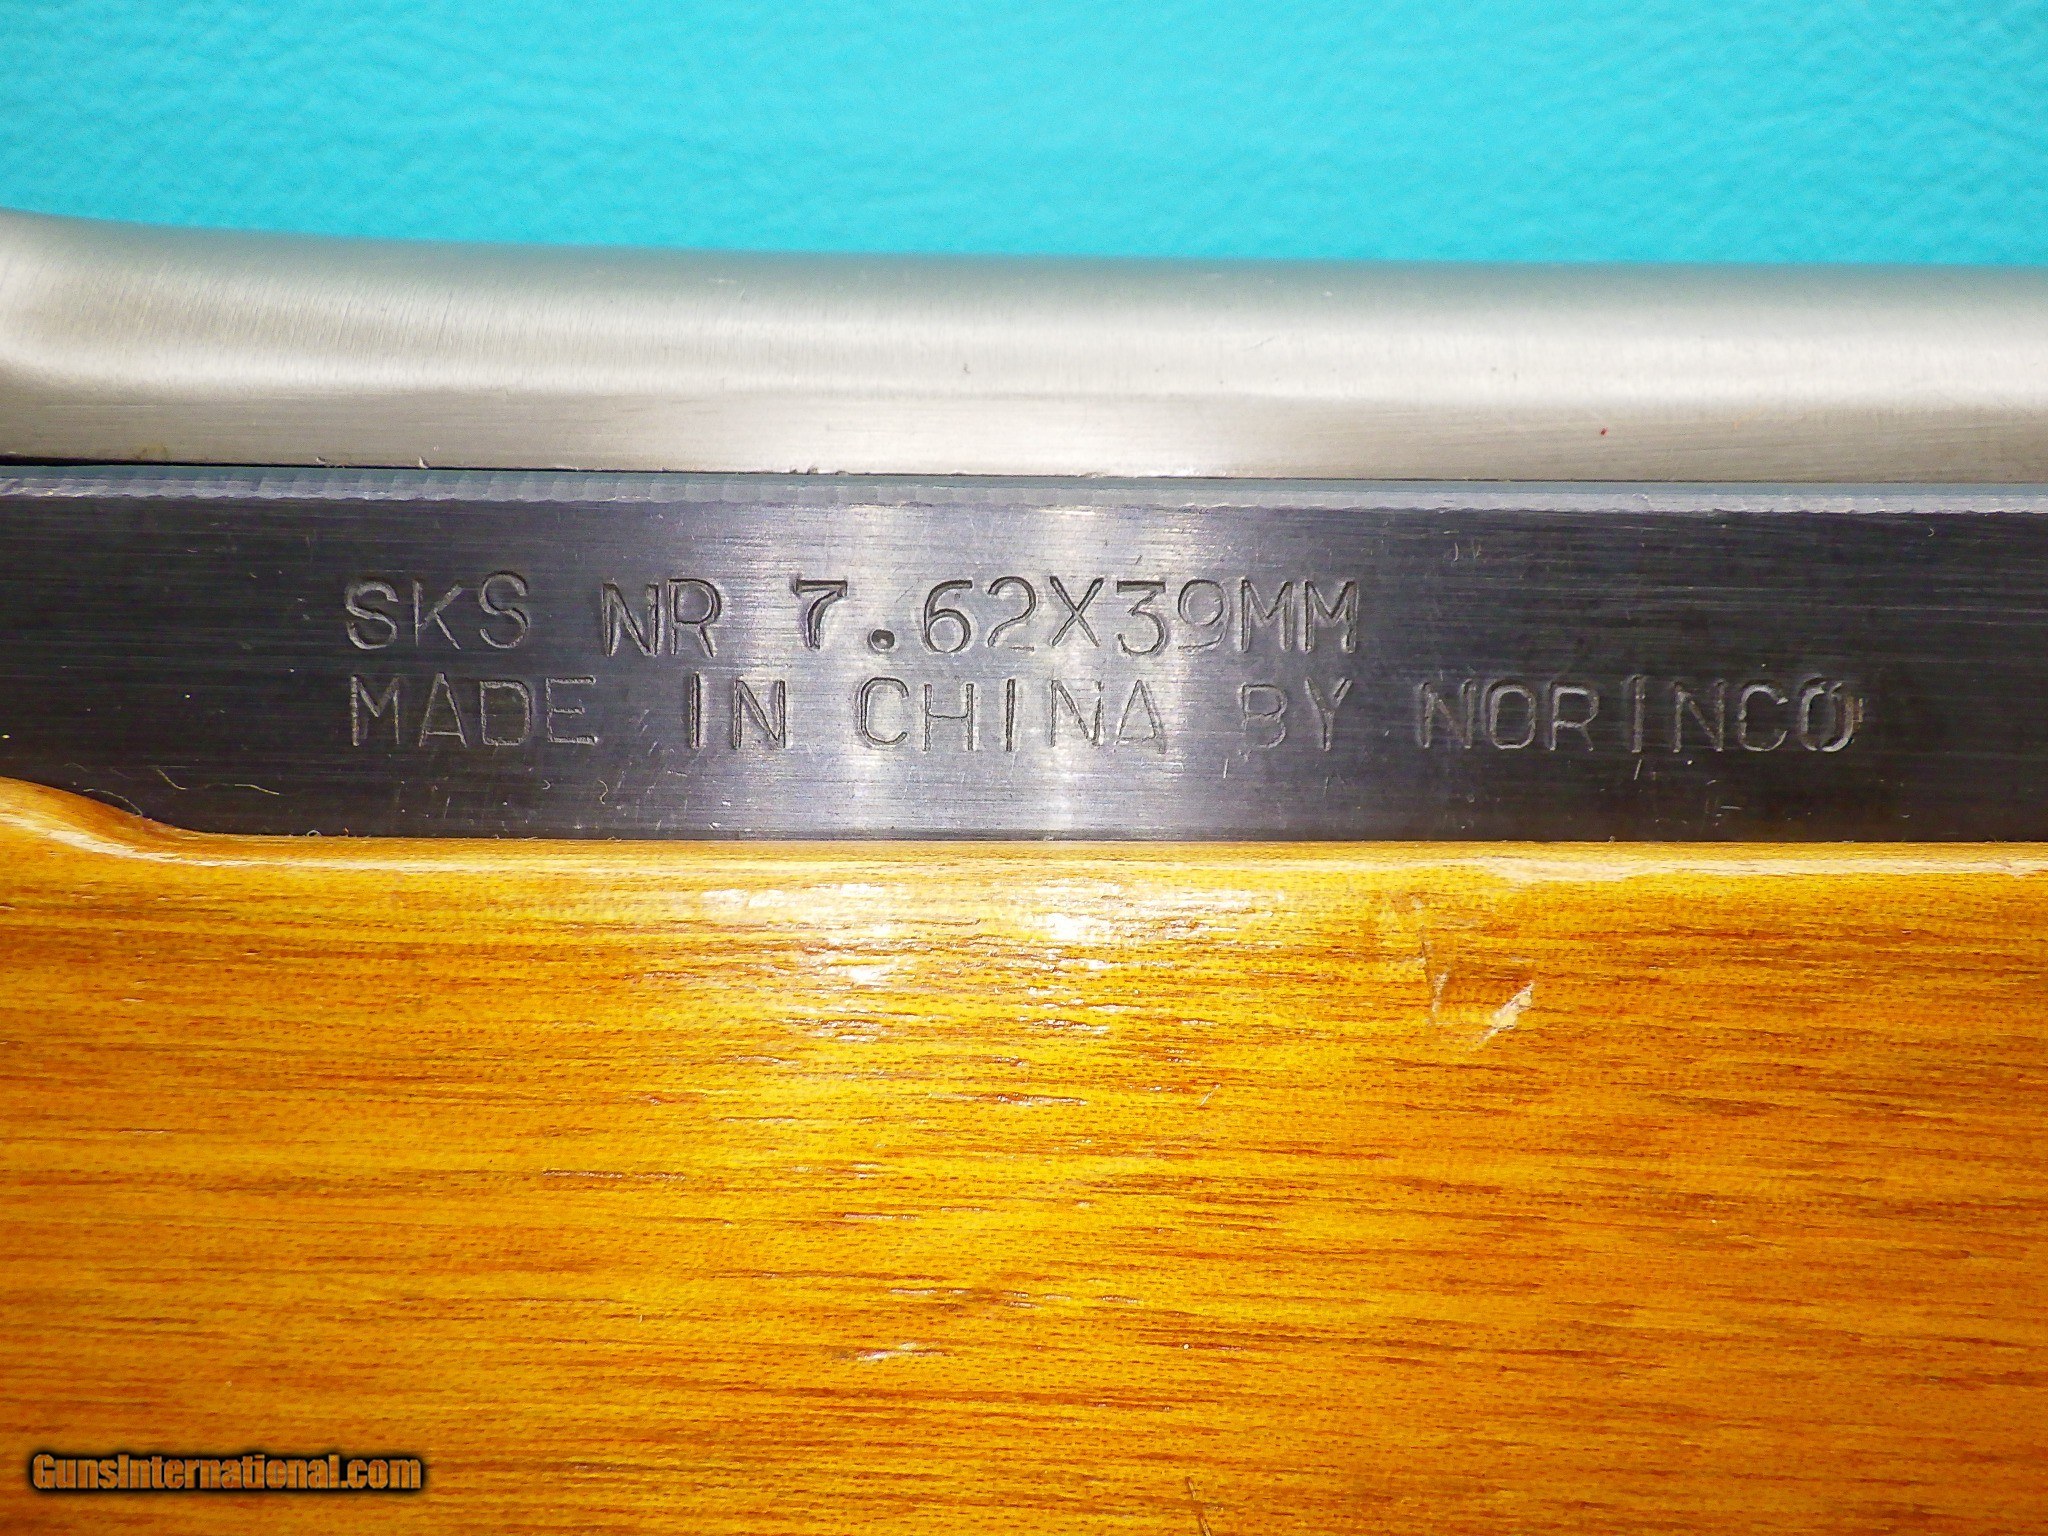 SKS NR 7.62X39MM
MADE IN CHINA BY NORINCO
GunsInternational.com